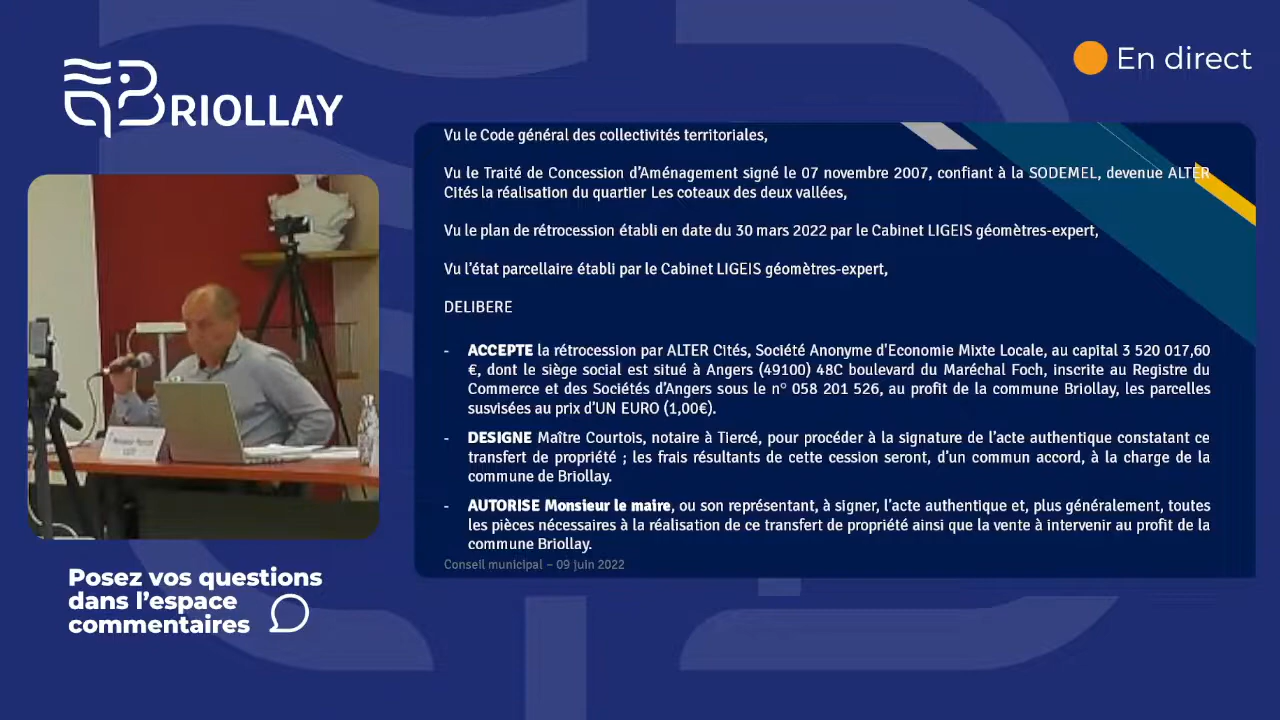 BRIOLLAY
En direct
Vu le Code général des collectivités territoriales,
Vu le Traité de Concession d’Aménagement signé le 07 novembre 2007, confiant à la SODEMEL, devenue ALTER
Cités la réalisation du quartier Les coteaux des deux vallées,
Vu le plan de rétrocession établi en date du 30 mars 2022 par le Cabinet LIGEIS géomètres-expert,
Vu l’état parcellaire établi par le Cabinet LIGEIS géomètres-expert,
DELIBERE
- ACCEPTE la rétrocession par ALTER Cités, Société Anonyme d’Economie Mixte Locale, au capital 3 520 017,60
€, dont le siège social est situé à Angers (49100) 48C boulevard du Maréchal Foch, inscrite au Registre du
Commerce et des Sociétés d’Angers sous le n° 058 201 526, au profit de la commune Briollay, les parcelles
susvisées au prix d’UN EURO (1,00€).
- DESIGNE Maître Courtois, notaire à Tiercé, pour procéder à la signature de l’acte authentique constatant ce
transfert de propriété ; les frais résultants de cette cession seront, d’un commun accord, à la charge de la
commune de Briollay.
- AUTORISE Monsieur le maire, ou son représentant, à signer, l’acte authentique et, plus généralement, toutes
les pièces nécessaires à la réalisation de ce transfert de propriété ainsi que la vente à intervenir au profit de la
commune Briollay.
Conseil municipal – 09 juin 2022
Posez vos questions
dans l’espace
commentaires